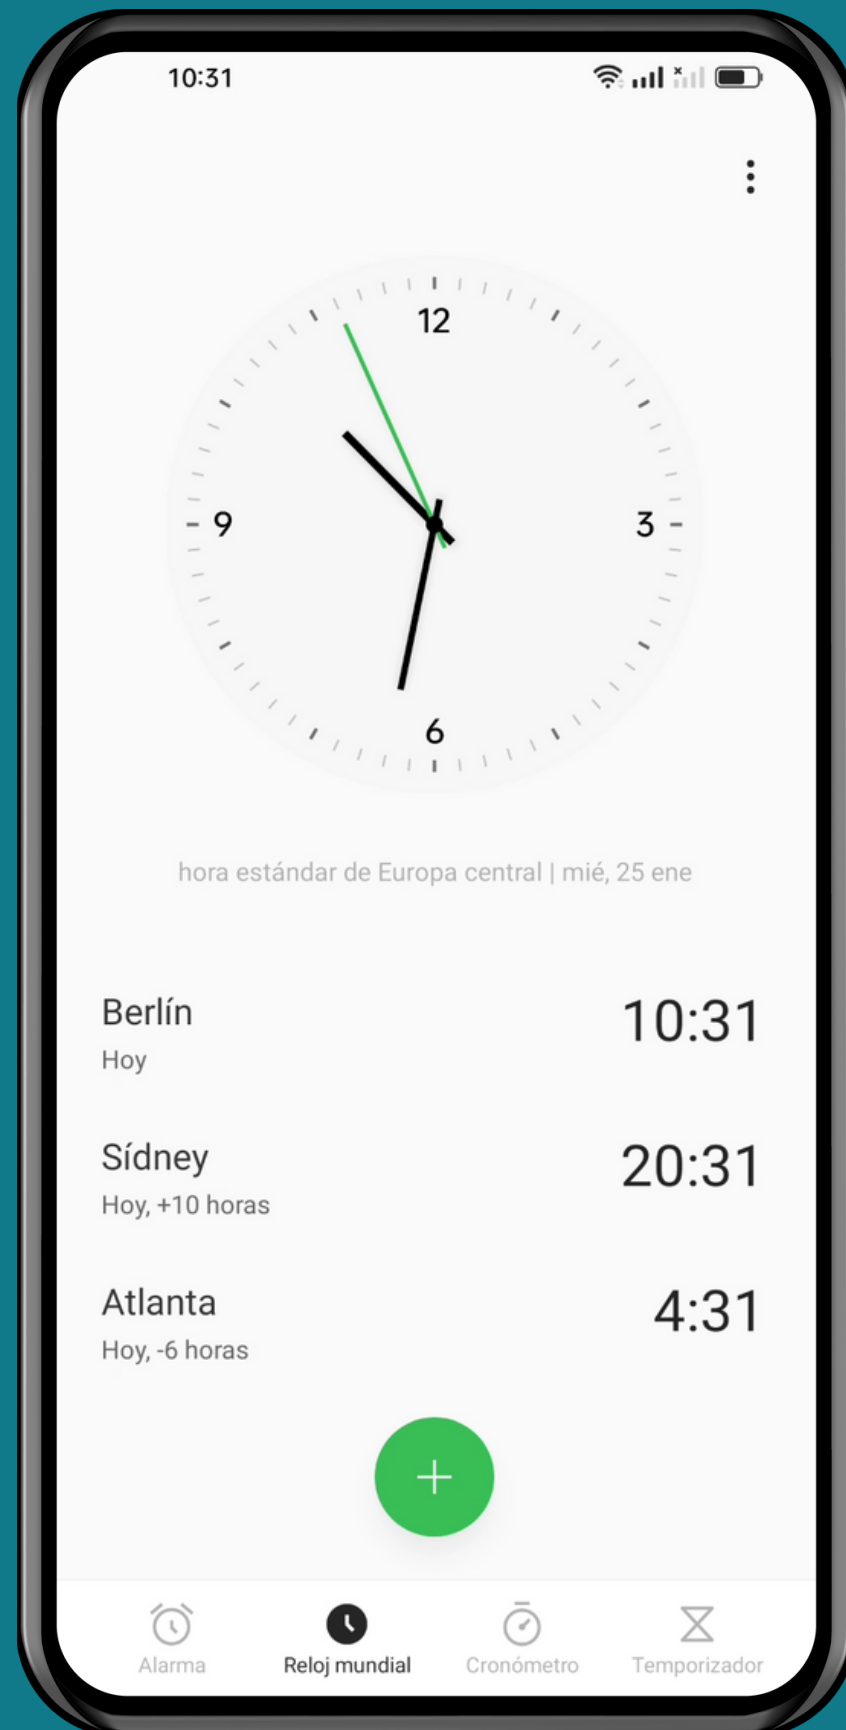 10:31
12
9
3
6
hora estándar de Europa central | mié, 25 ene
Berlín
10:31
Hoy
Sídney
20:31
Hoy, +10 horas
Atlanta
4:31
Hoy, -6 horas
Alarma Reloj mundial Cronómetro Temporizador